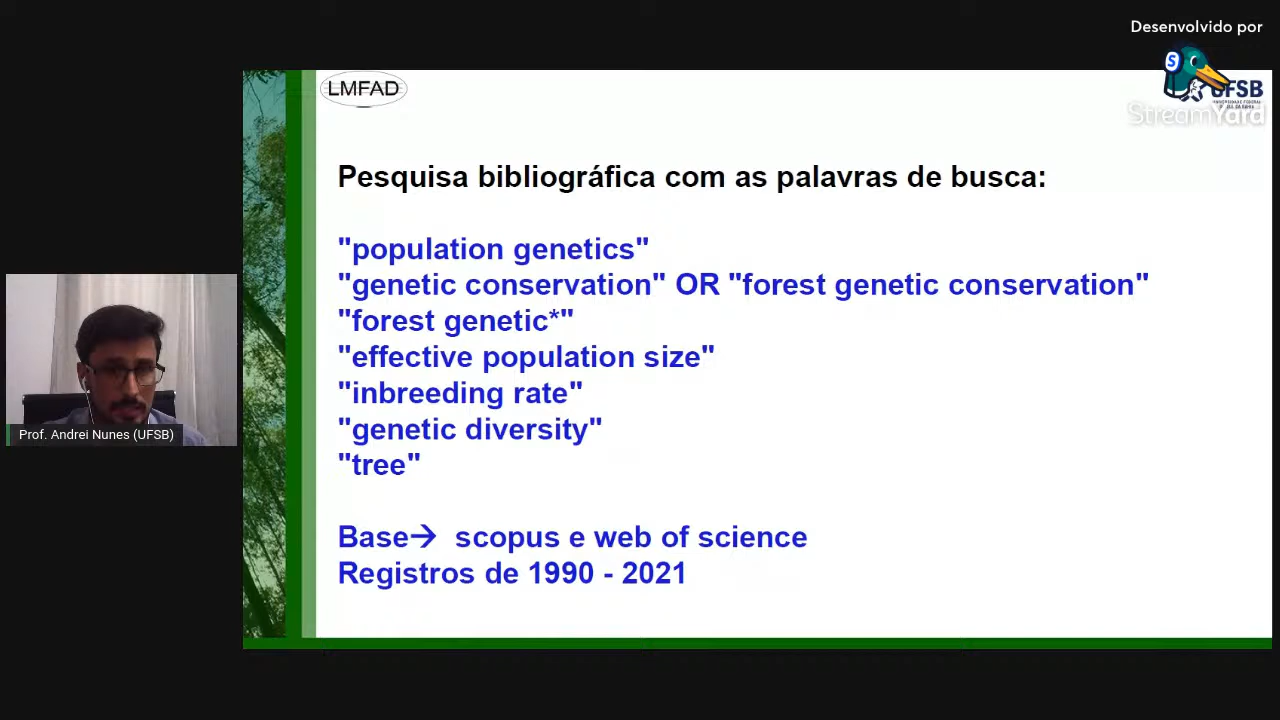 Desenvolvido por
LMFAD
S
UFSB
StreamYard
Pesquisa bibliográfica com as palavras de busca:
"population genetics"
"genetic conservation" OR "forest genetic conservation"
"forest genetic*"
"effective population size"
"inbreeding rate"
"genetic diversity"
"tree"
Base→ scopus e web of science
Registros de 1990 - 2021
Prof. Andrei Nunes (UFSB)